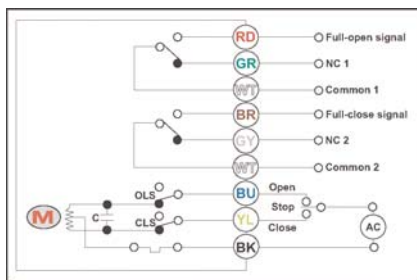 RD Full-open signal
GR NC 1
WT Common 1
BR Full-close signal
GY NC 2
WT Common 2
OLS BU Open
Stop
M C CLS YL Close AC
BK